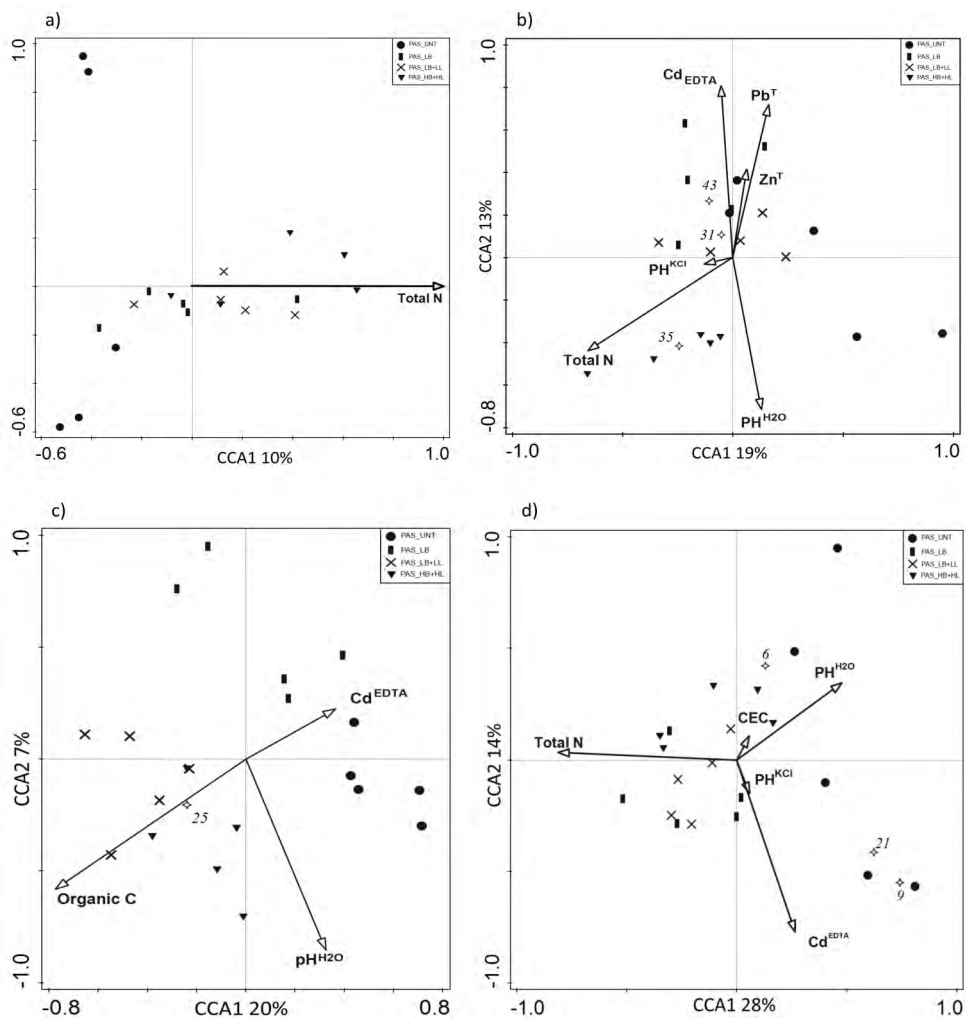 a)
1.0
PAS_UNT
PAS_LB
PAS_LB+LL
PAS_HB+HL
Total N
-0.6
-0.6
CCA1 10%
1.0
b)
1.0
PAS_UNT
PAS_LB
PAS_LB+LL
PAS_HB+HL
Cd EDTA
Pb T
Zn T
43
31
CCA2 13%
PH KCl
35
Total N
PH H2O
-0.8
-1.0
CCA1 19%
1.0
c)
1.0
PAS_UNT
PAS_LB
PAS_LB+LL
PAS_HB+HL
Cd EDTA
CCA2 7%
25
Organic C
pH H2O
-1.0
-0.8
CCA1 20%
0.8
d)
1.0
PAS_UNT
PAS_LB
PAS_LB+LL
PAS_HB+HL
6
PH H2O
CEC
Total N
CCA2 14%
PH KCl
21
9
Cd EDTA
-1.0
-1.0
CCA1 28%
1.0